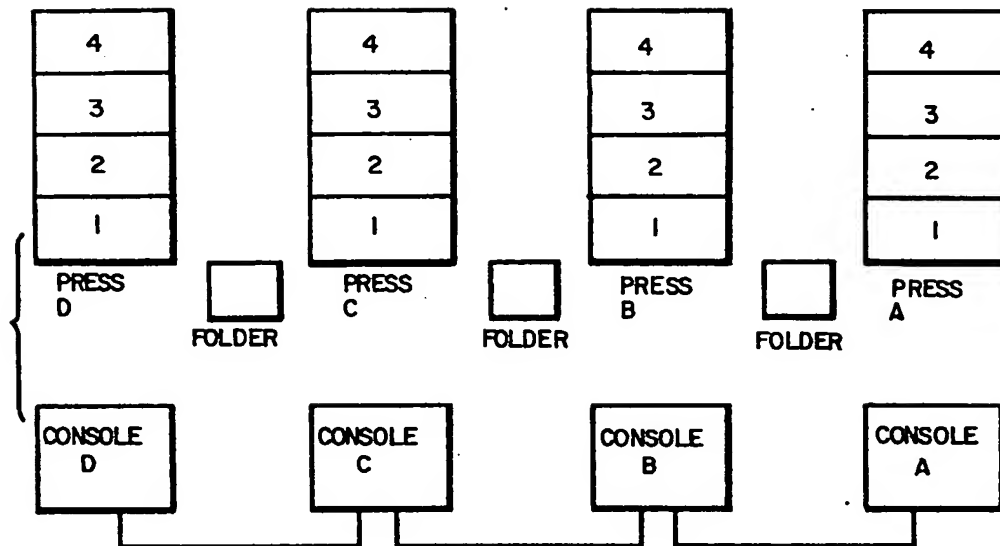 4 4 4 4
3 3 3 3
2 2 2 2
1 1 1 1
PRESS D
PRESS C
PRESS B
PRESS A
FOLDER FOLDER FOLDER
CONSOLE D
CONSOLE C
CONSOLE B
CONSOLE A